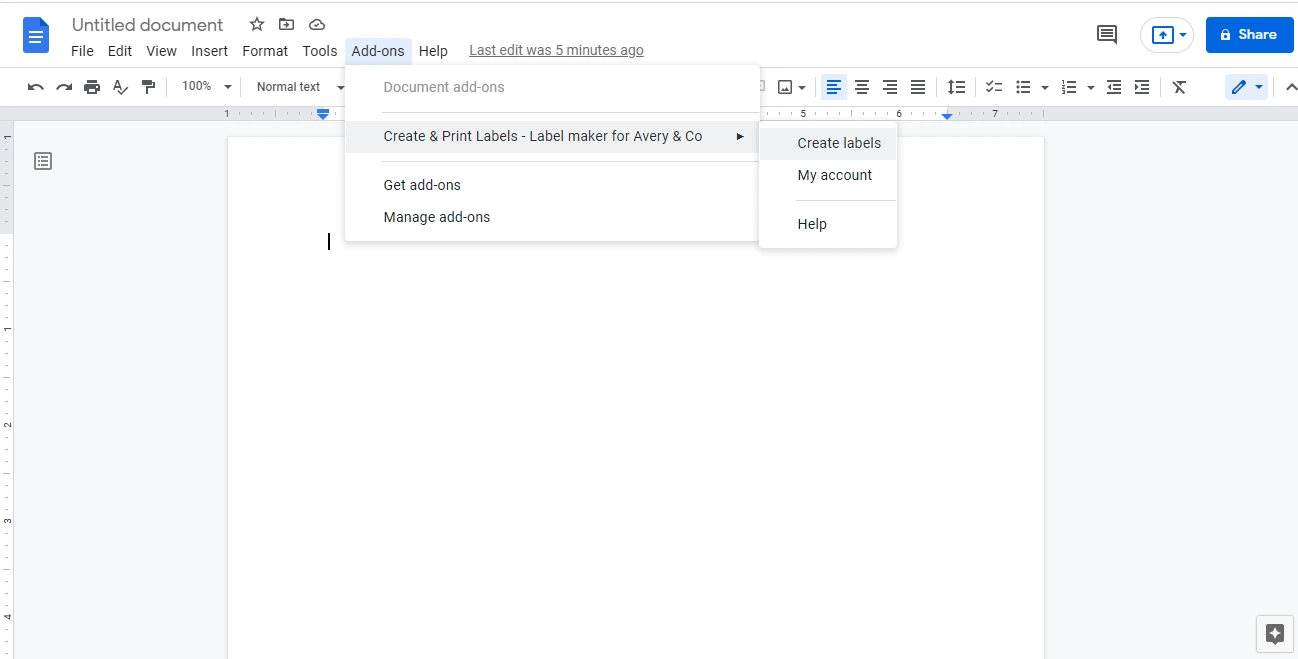 Untitled document
File Edit View Insert Format Tools Add-ons Help Last edit was 5 minutes ago
Share
100% Normal text
Document add-ons
Create & Print Labels - Label maker for Avery & Co
Get add-ons
Manage add-ons
Create labels
My account
Help
1 5 6 7
1
1
2
3
4